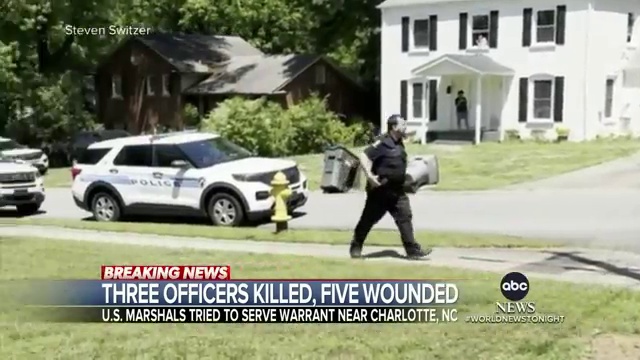 Steven Switzer
POLICE
abc
BREAKING NEWS
THREE OFFICERS KILLED, FIVE WOUNDED
U.S. MARSHALS TRIED TO SERVE WARRANT NEAR CHARLOTTE, NC
abc
NEWS
#WORLDNEWSTONIGHT